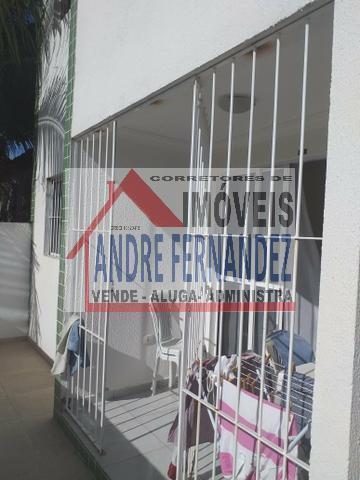 CORRETORES DE
IMÓVEIS
ANDRE FERNANDEZ
VENDE - ALUGA- ADMINISTRA